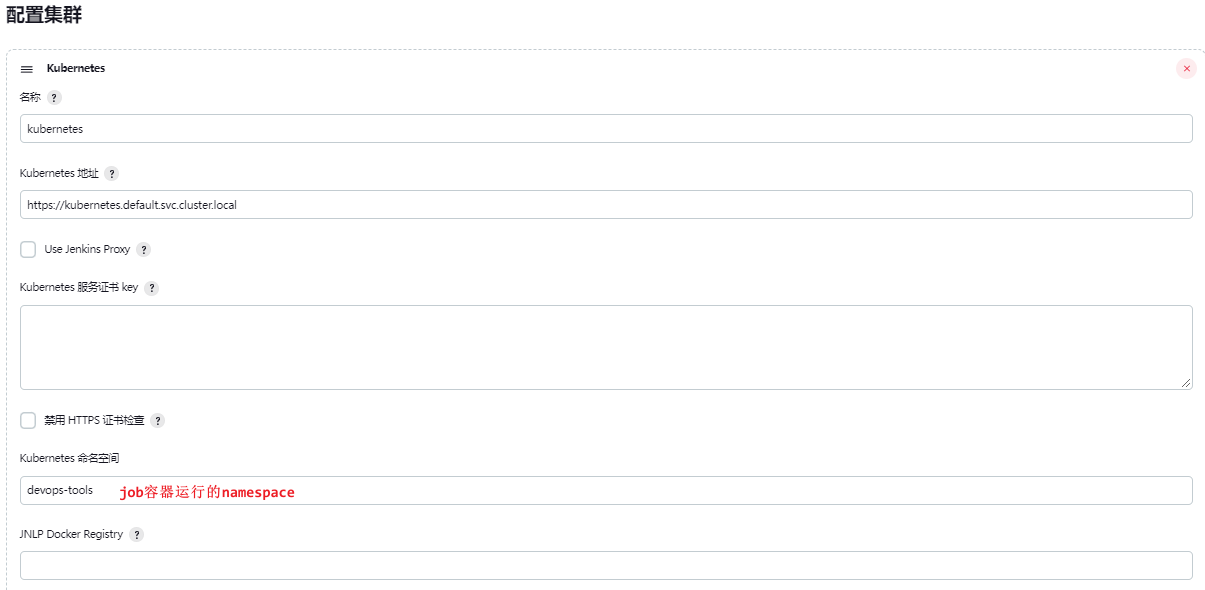 配置集群
Kubernetes
名称 ?
kubernetes
Kubernetes 地址 ?
https://kubernetes.default.svc.cluster.local
Use Jenkins Proxy ?
Kubernetes 服务证书 key ?
禁用 HTTPS 证书检查 ?
Kubernetes 命名空间
devops-tools job容器运行的namespace
JNLP Docker Registry ?